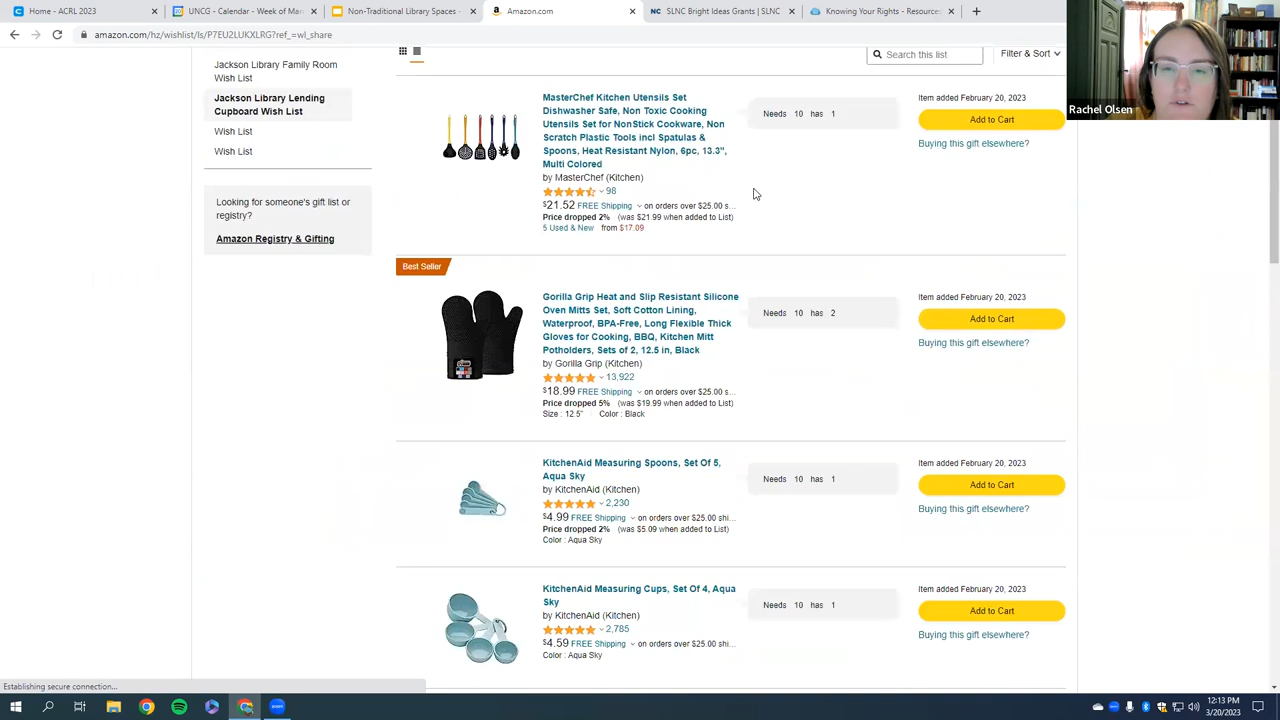 Home - ACRL 2023
UNCG - Calendar - Week of Ma
Non-Traditional Library Spaces
Amazon.com
SLNC Bright Ideas Grants | SLNC
Knowing Your Rights - Resource
amazon.com/hz/wishlist/ls/P7EU2LUKXLRG?ref_=wl_share
Rachel Olsen
Jackson Library Family Room
Wish List
Jackson Library Lending
Cupboard Wish List
Wish List
Wish List
Looking for someone's gift list or
registry?
Amazon Registry & Gifting
Search this list
Filter & Sort
MasterChef Kitchen Utensils Set
Dishwasher Safe, Non Toxic Cooking
Utensils Set for NonStick Cookware, Non
Scratch Plastic Tools incl Spatulas &
Spoons, Heat Resistant Nylon, 6pc, 13.3",
Multi Colored
by MasterChef (Kitchen)
98
$21.52 FREE Shipping on orders over $25.00 s...
Price dropped 2% (was $21.99 when added to List)
5 Used & New from $17.09
Needs 10 has 1
Item added February 20, 2023
Add to Cart
Buying this gift elsewhere?
Best Seller
Gorilla Grip Heat and Slip Resistant Silicone
Oven Mitts Set, Soft Cotton Lining,
Waterproof, BPA-Free, Long Flexible Thick
Gloves for Cooking, BBQ, Kitchen Mitt
Potholders, Sets of 2, 12.5 in, Black
by Gorilla Grip (Kitchen)
13,922
$18.99 FREE Shipping on orders over $25.00 s...
Price dropped 5% (was $19.99 when added to List)
Size : 12.5" Color : Black
Needs 10 has 2
Item added February 20, 2023
Add to Cart
Buying this gift elsewhere?
KitchenAid Measuring Spoons, Set Of 5,
Aqua Sky
by KitchenAid (Kitchen)
2,230
$4.99 FREE Shipping on orders over $25.00 shi...
Price dropped 2% (was $5.09 when added to List)
Color : Aqua Sky
Needs 10 has 1
Item added February 20, 2023
Add to Cart
Buying this gift elsewhere?
KitchenAid Measuring Cups, Set Of 4, Aqua
Sky
by KitchenAid (Kitchen)
2,785
$4.59 FREE Shipping on orders over $25.00 shi...
Color : Aqua Sky
Needs 10 has 1
Item added February 20, 2023
Add to Cart
Buying this gift elsewhere?
Establishing secure connection...
12:13 PM
3/20/2023